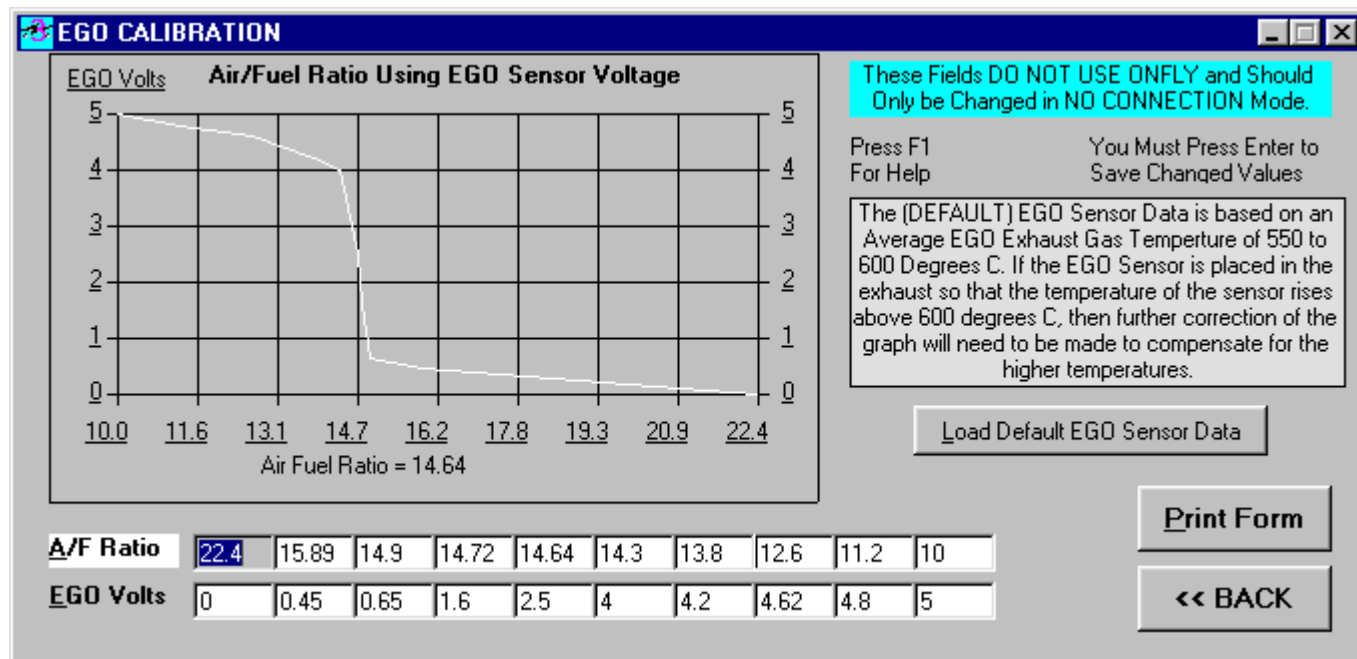 EGO CALIBRATION
EGO Volts
Air/Fuel Ratio Using EGO Sensor Voltage
5 5
4 4
3 3
2 2
1 1
0 0
10.0 11.6 13.1 14.7 16.2 17.8 19.3 20.9 22.4
Air Fuel Ratio = 14.64
These Fields DO NOT USE ONFLY and Should
Only be Changed in NO CONNECTION Mode.
Press F1
For Help
You Must Press Enter to
Save Changed Values
The (DEFAULT) EGO Sensor Data is based on an
Average EGO Exhaust Gas Temperture of 550 to
600 Degrees C. If the EGO Sensor is placed in the
exhaust so that the temperature of the sensor rises
above 600 degrees C, then further correction of the
graph will need to be made to compensate for the
higher temperatures.
Load Default EGO Sensor Data
Print Form
<< BACK
A/F Ratio 22.4 15.89 14.9 14.72 14.64 14.3 13.8 12.6 11.2 10
EGO Volts 0 0.45 0.65 1.6 2.5 4 4.2 4.62 4.8 5